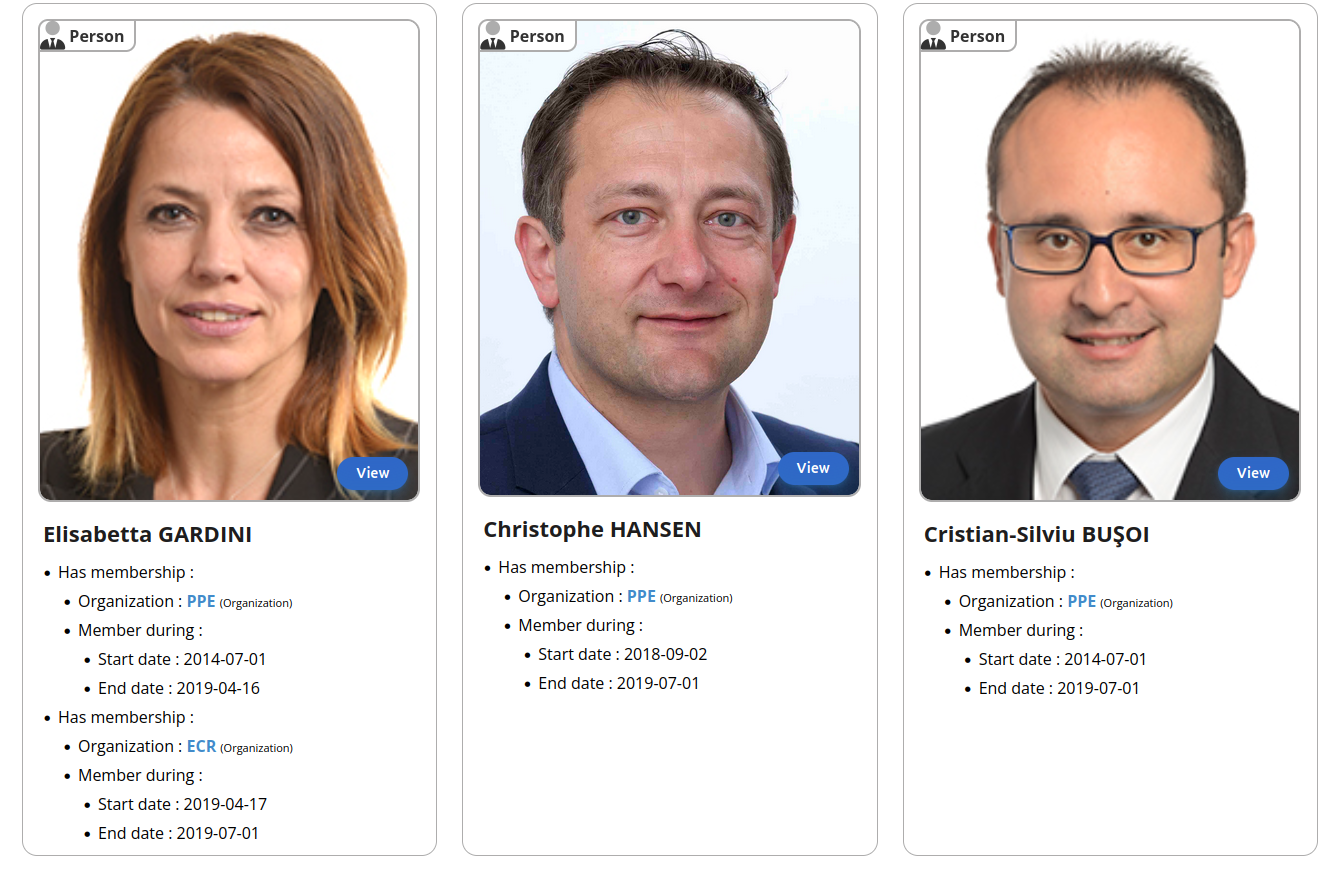 Person
View
Elisabetta GARDINI
• Has membership :
• Organization : PPE (Organization)
• Member during :
• Start date : 2014-07-01
• End date : 2019-04-16
• Has membership :
• Organization : ECR (Organization)
• Member during :
• Start date : 2019-04-17
• End date : 2019-07-01
Person
View
Christophe HANSEN
• Has membership :
• Organization : PPE (Organization)
• Member during :
• Start date : 2018-09-02
• End date : 2019-07-01
Person
View
Cristian-Silviu BUŞOI
• Has membership :
• Organization : PPE (Organization)
• Member during :
• Start date : 2014-07-01
• End date : 2019-07-01